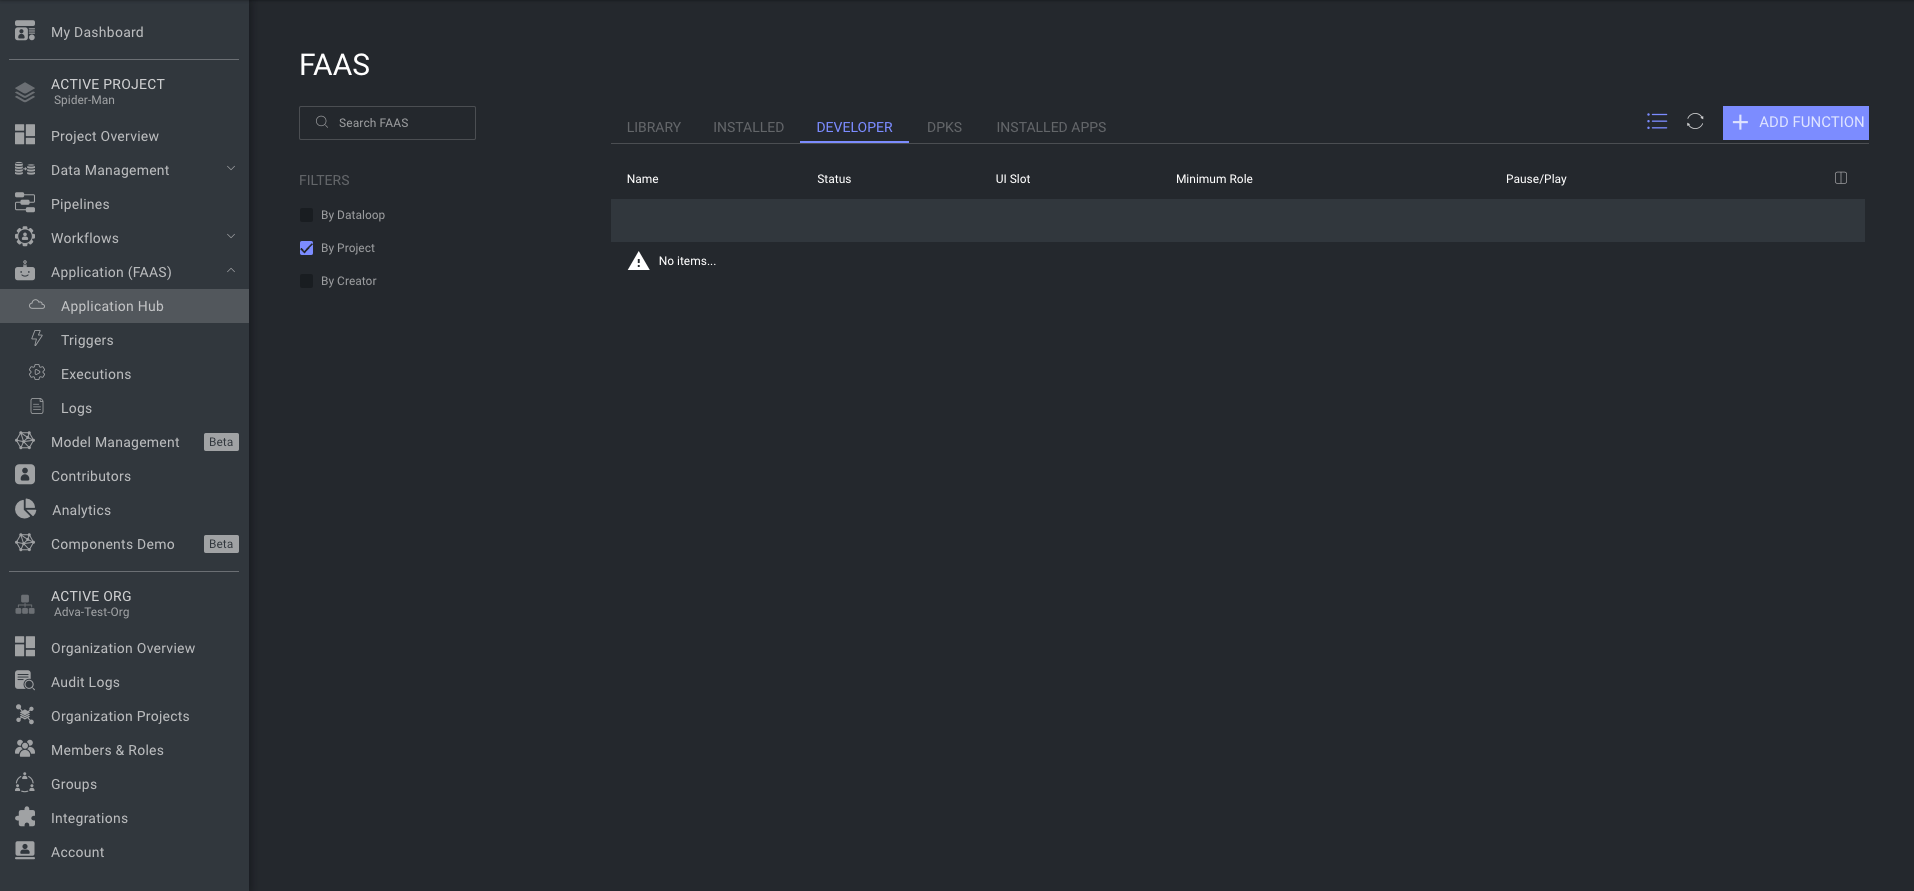 My Dashboard
ACTIVE PROJECT
Spider-Man
Project Overview
Data Management
Pipelines
Workflows
Application (FAAS)
Application Hub
Triggers
Executions
Logs
Model Management Beta
Contributors
Analytics
Components Demo Beta
ACTIVE ORG
Adva-Test-Org
Organization Overview
Audit Logs
Organization Projects
Members & Roles
Groups
Integrations
Account
FAAS
Search FAAS
FILTERS
By Dataloop
By Project
By Creator
LIBRARY INSTALLED DEVELOPER DPKS INSTALLED APPS
ADD FUNCTION
Name Status UI Slot Minimum Role Pause/Play
No items...